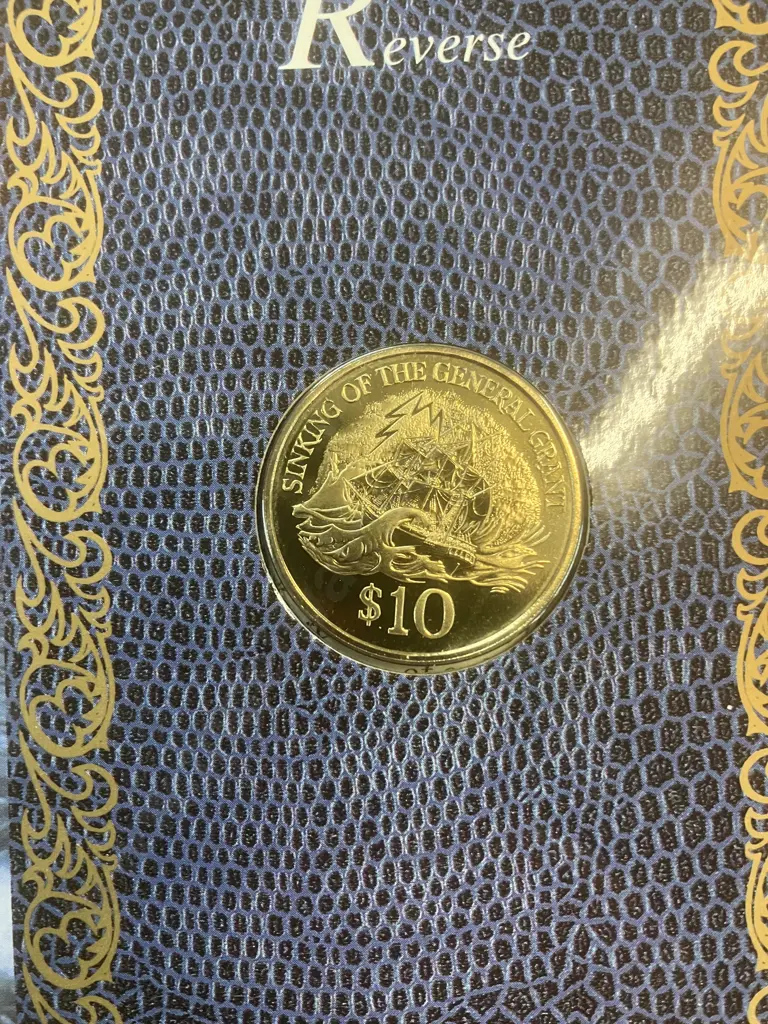 Reverse
SINKING OF THE GENERAL GRANT
$10